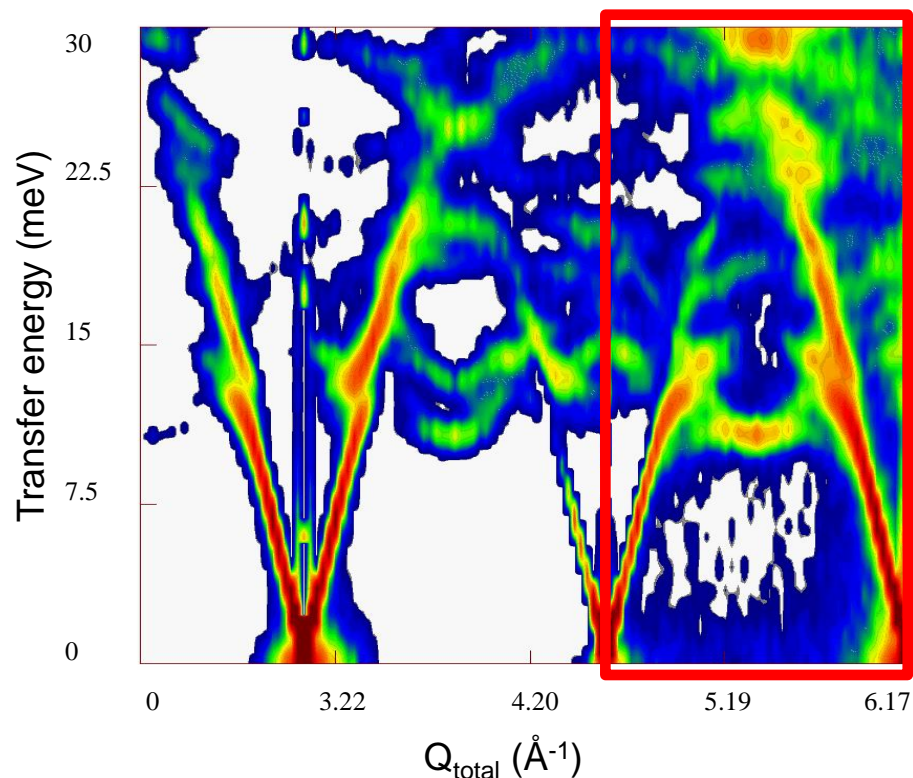 30
22.5
15
7.5
0
Transfer energy (meV)
0 3.22 4.20 5.19 6.17
Q_total (Å⁻¹)